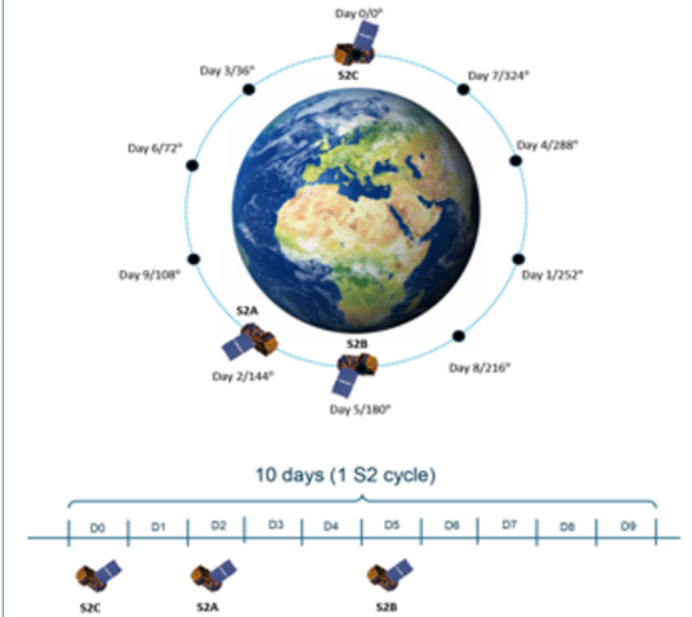 Day 0/0°
S2C
Day 3/36°
Day 7/324°
Day 6/72°
Day 4/288°
Day 9/108°
Day 1/252°
S2A
S2B
Day 2/144°
Day 8/216°
Day 5/180°
10 days (1 S2 cycle)
D0 D1 D2 D3 D4 D5 D6 D7 D8 D9
S2C S2A S2B